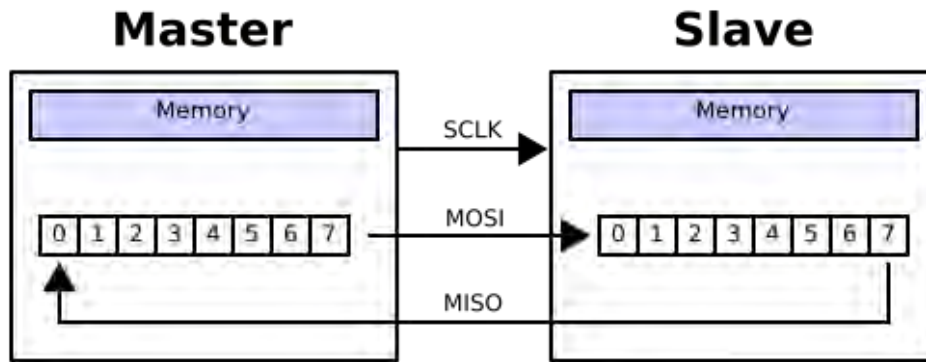 Master Slave
Memory Memory
SCLK
0 1 2 3 4 5 6 7 MOSI 0 1 2 3 4 5 6 7
MISO